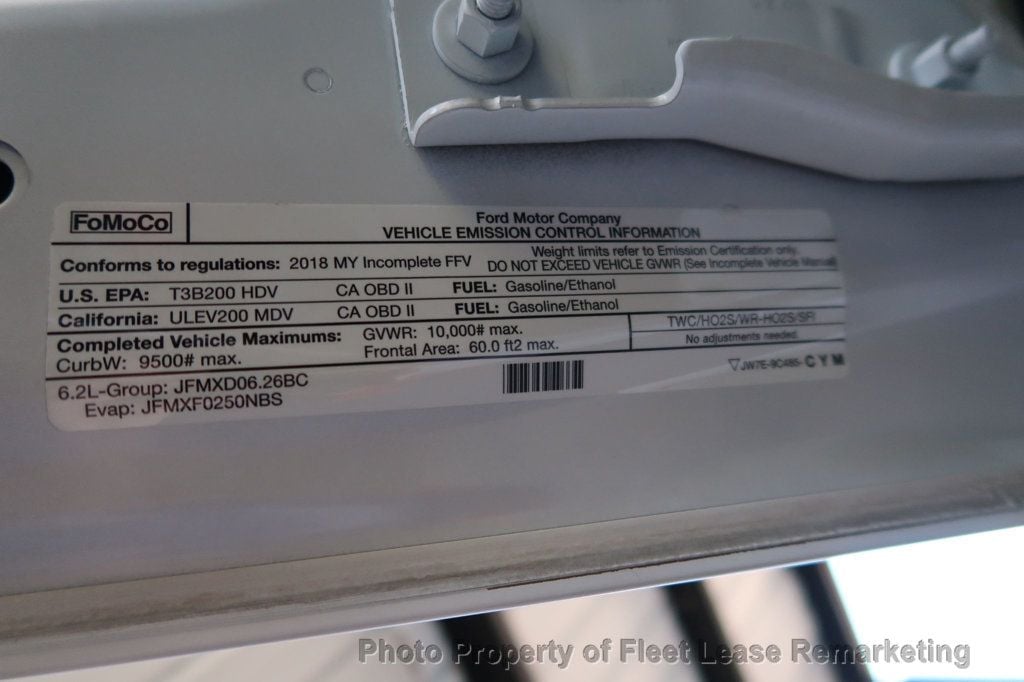 FoMoCo
Ford Motor Company
VEHICLE EMISSION CONTROL INFORMATION
Conforms to regulations: 2018 MY Incomplete FFV
Weight limits refer to Emission Certification only.
DO NOT EXCEED VEHICLE GVWR (See Incomplete Vehicle Manual)
U.S. EPA: T3B200 HDV CA OBD II FUEL: Gasoline/Ethanol
California: ULEV200 MDV CA OBD II FUEL: Gasoline/Ethanol
Completed Vehicle Maximums: GVWR: 10,000# max.
CurbW: 9500# max. Frontal Area: 60.0 ft2 max.
TWC/HO2S/WR-HO2S/SFI
No adjustments needed.
6.2L-Group: JFMXD06.26BC
Evap: JFMXF0250NBS
▽JW7E-9C485- CYM
Photo Property of Fleet Lease Remarketing